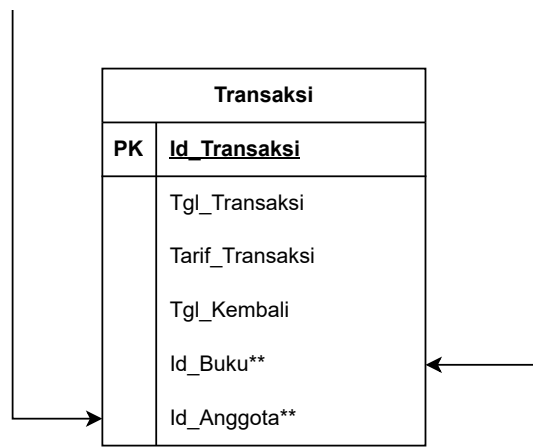 Transaksi
PK Id_Transaksi
Tgl_Transaksi
Tarif_Transaksi
Tgl_Kembali
Id_Buku**
Id_Anggota**